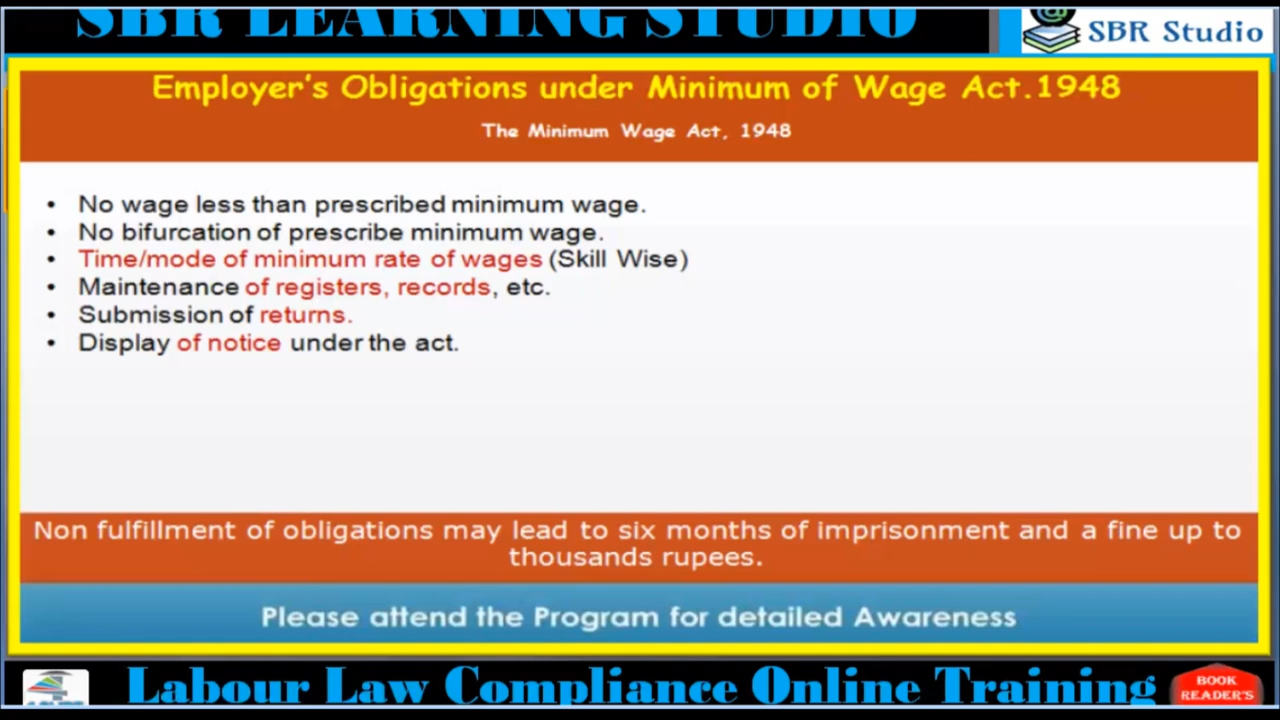 SBR LEARNING STUDIO
SBR Studio
Employer's Obligations under Minimum of Wage Act.1948
The Minimum Wage Act, 1948
• No wage less than prescribed minimum wage.
• No bifurcation of prescribe minimum wage.
• Time/mode of minimum rate of wages (Skill Wise)
• Maintenance of registers, records, etc.
• Submission of returns.
• Display of notice under the act.
Non fulfillment of obligations may lead to six months of imprisonment and a fine up to
thousands rupees.
Please attend the Program for detailed Awareness
Labour Law Compliance Online Training
BOOK
READER'S